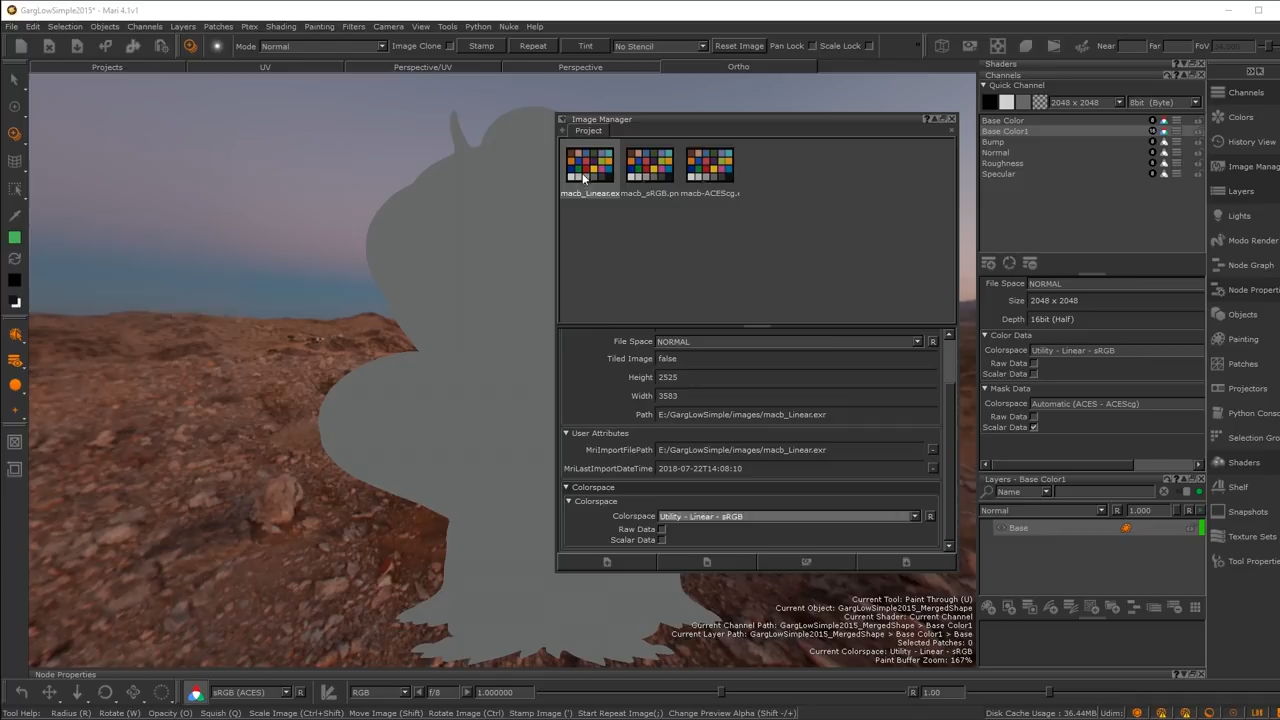 GargLowSimple2015* - Mari 4.1v1
File Edit Selection Objects Channels Layers Patches Ptex Shading Painting Filters Camera View Tools Python Nuke Help
Mode Normal Image Clone Stamp Repeat Tint No Stencil Reset Image Pan Lock Scale Lock » Near Far FoV
Projects UV Perspective/UV Perspective Ortho
Shaders
Channels
Quick Channel
2048 x 2048 8bit (Byte)
Base Color
Base Color1
Bump
Normal
Roughness
Specular
File Space NORMAL
Size 2048 x 2048
Depth 16bit (Half)
Color Data
Colorspace Utility - Linear - sRGB
Raw Data
Scalar Data
Mask Data
Colorspace Automatic (ACES - ACEScg)
Raw Data
Scalar Data
Layers - Base Color1
Name
Normal R 1.000 R
Base
Channels
Colors
History View
Image Manag
Layers
Lights
Modo Render
Node Graph
Node Properti
Objects
Painting
Patches
Projectors
Python Conso
Selection Gro
Shaders
Shelf
Snapshots
Texture Sets
Tool Properti
Image Manager
Project
macb_Linear.ex macb_sRGB.pn macb-ACEScg.
File Space NORMAL R
Tiled Image false
Height 2525
Width 3583
Path E:/GargLowSimple/images/macb_Linear.exr
User Attributes
MriImportFilePath E:/GargLowSimple/images/macb_Linear.exr
MriLastImportDateTime 2018-07-22T14:08:10
Colorspace
Colorspace
Colorspace Utility - Linear - sRGB R
Raw Data
Scalar Data
Current Tool: Paint Through (U)
Current Object: GargLowSimple2015_MergedShape
Current Shader: Current Channel
Current Channel Path: GargLowSimple2015_MergedShape > Base Color1
Current Layer Path: GargLowSimple2015_MergedShape > Base Color1 > Base
Selected Patches: 0
Current Colorspace: Utility - Linear - sRGB
Paint Buffer Zoom: 167%
Node Properties
sRGB (ACES) R RGB f/8 1.000000 R 1.00
Tool Help: Radius (R) Rotate (W) Opacity (O) Squish (Q) Scale Image (Ctrl+Shift) Move Image (Shift) Rotate Image (Ctrl) Stamp Image (') Start Repeat Image(;) Change Preview Alpha (Shift -/+)
Disk Cache Usage : 36.44MB Udim: